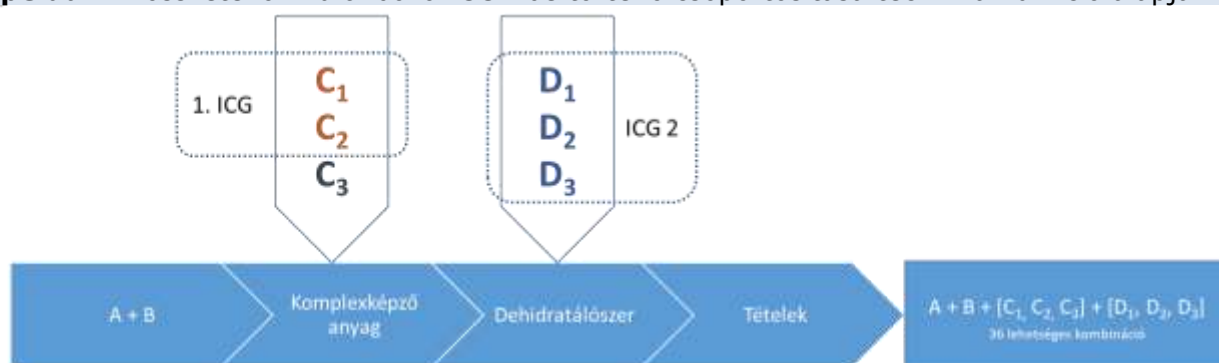 1. ICG
C₁
C₂
C₃
D₁
D₂
D₃
ICG 2
A + B
Komplexképző
anyag
Dehidratálószer
Tételek
A + B + [C₁, C₂, C₃] + [D₁, D₂, D₃]
36 lehetséges kombináció